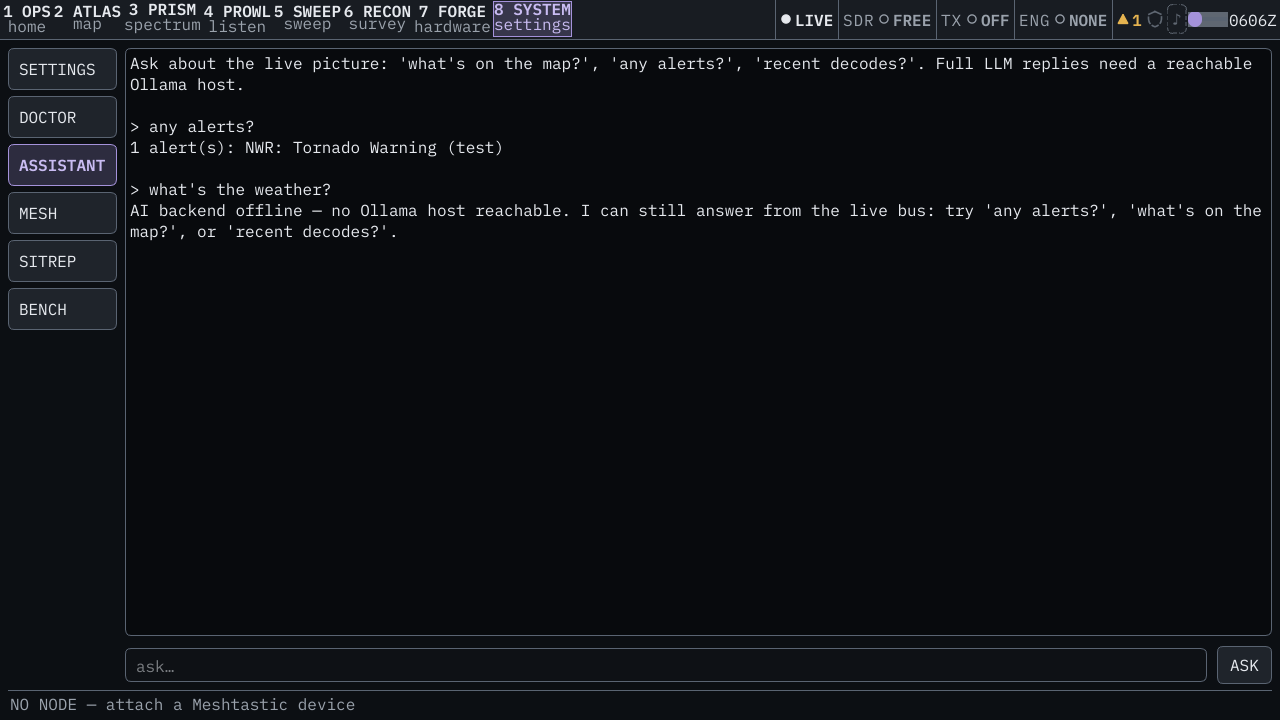 1 OPS 2 ATLAS 3 PRISM 4 PROWL 5 SWEEP 6 RECON 7 FORGE 8 SYSTEM
home map spectrum listen sweep survey hardware settings
LIVE SDR FREE TX OFF ENG NONE 1 ♪ 0606Z
SETTINGS
DOCTOR
ASSISTANT
MESH
SITREP
BENCH
Ask about the live picture: 'what's on the map?', 'any alerts?', 'recent decodes?'. Full LLM replies need a reachable
Ollama host.
> any alerts?
1 alert(s): NWR: Tornado Warning (test)
> what's the weather?
AI backend offline — no Ollama host reachable. I can still answer from the live bus: try 'any alerts?', 'what's on the
map?', or 'recent decodes?'.
ask…
ASK
NO NODE — attach a Meshtastic device